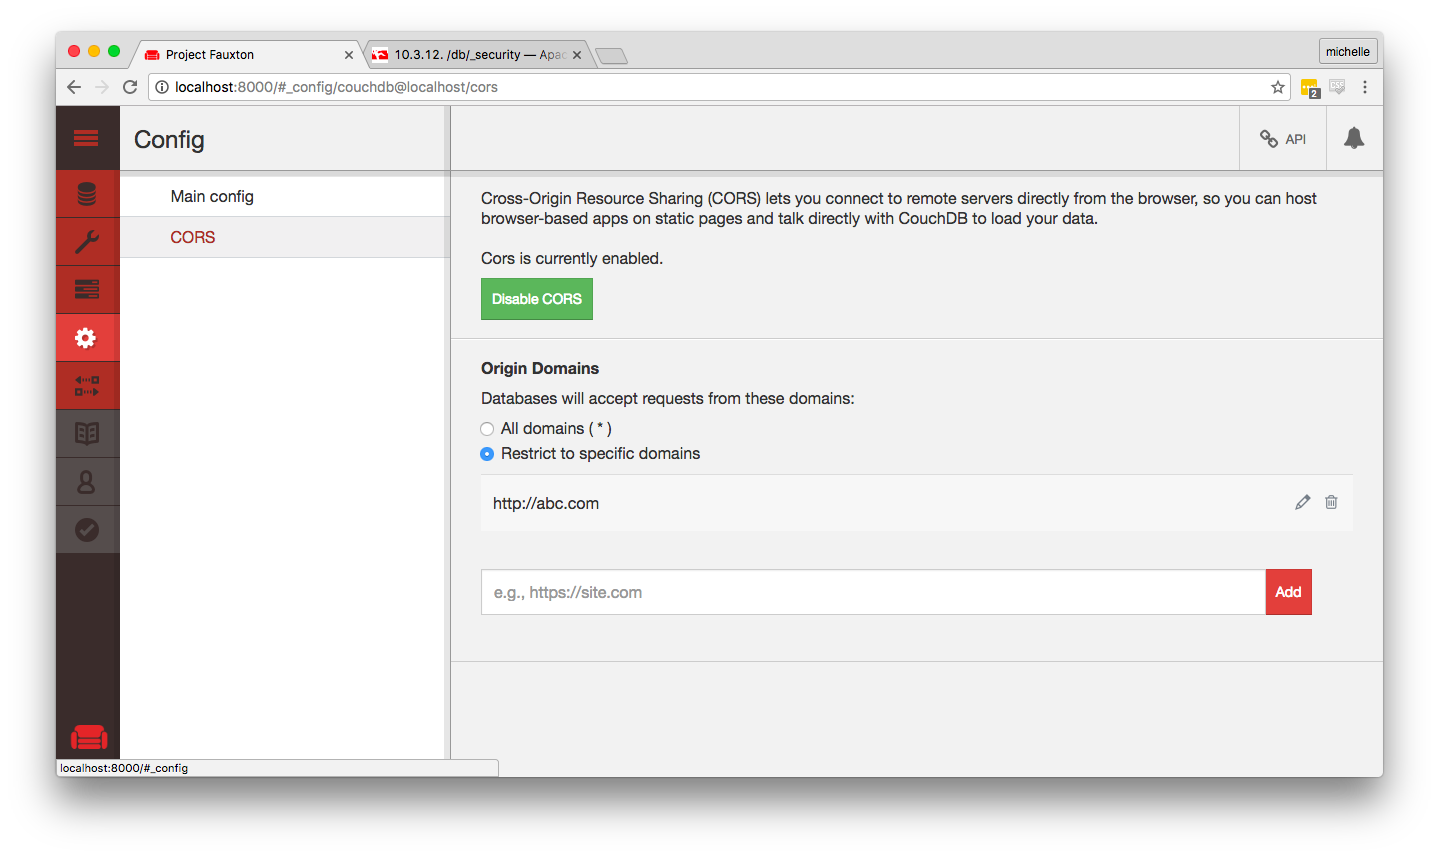 Project Fauxton
10.3.12. /db/_security — Apac
michelle
localhost:8000/#_config/couchdb@localhost/cors
2
Config
API
Main config
CORS
Cross-Origin Resource Sharing (CORS) lets you connect to remote servers directly from the browser, so you can host
browser-based apps on static pages and talk directly with CouchDB to load your data.
Cors is currently enabled.
Disable CORS
Origin Domains
Databases will accept requests from these domains:
All domains ( * )
Restrict to specific domains
http://abc.com
e.g., https://site.com
Add
localhost:8000/#_config